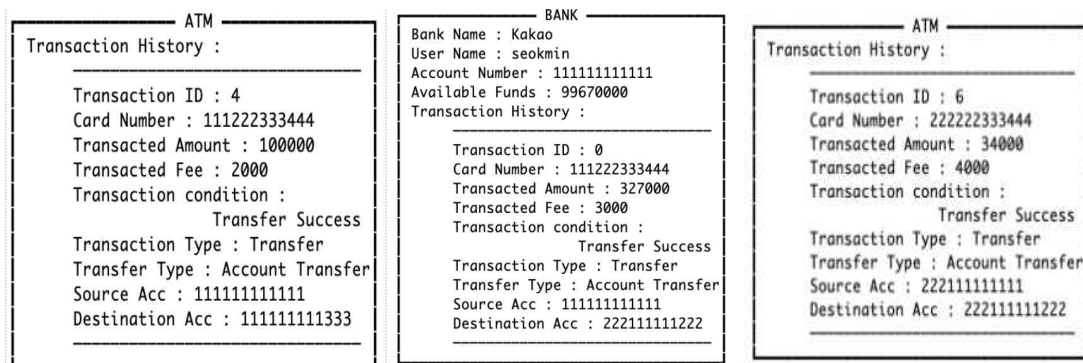 ATM
Transaction History :
Transaction ID : 4
Card Number : 111222333444
Transacted Amount : 100000
Transacted Fee : 2000
Transaction condition :
Transfer Success
Transaction Type : Transfer
Transfer Type : Account Transfer
Source Acc : 111111111111
Destination Acc : 111111111333
BANK
Bank Name : Kakao
User Name : seokmin
Account Number : 111111111111
Available Funds : 99670000
Transaction History :
Transaction ID : 0
Card Number : 111222333444
Transacted Amount : 327000
Transacted Fee : 3000
Transaction condition :
Transfer Success
Transaction Type : Transfer
Transfer Type : Account Transfer
Source Acc : 111111111111
Destination Acc : 222111111222
ATM
Transaction History :
Transaction ID : 6
Card Number : 222222333444
Transacted Amount : 34000
Transacted Fee : 4000
Transaction condition :
Transfer Success
Transaction Type : Transfer
Transfer Type : Account Transfer
Source Acc : 222111111111
Destination Acc : 222111111222